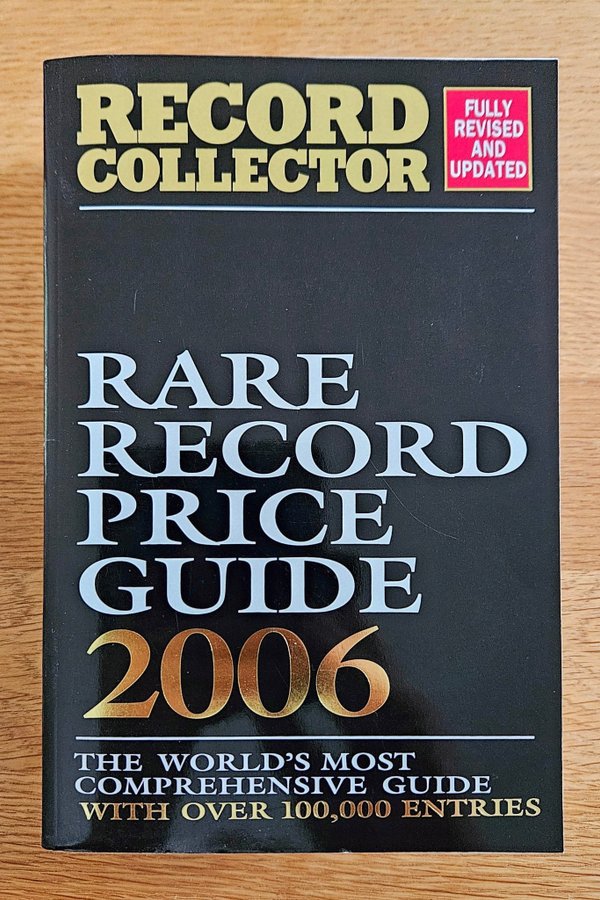 RECORD
COLLECTOR
FULLY
REVISED
AND
UPDATED
RARE
RECORD
PRICE
GUIDE
2006
THE WORLD'S MOST
COMPREHENSIVE GUIDE
WITH OVER 100,000 ENTRIES